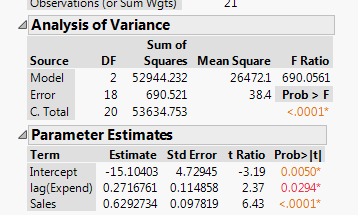 Observations (or Sum Wgts) 21
Analysis of Variance
Sum of
Source DF Squares Mean Square F Ratio
Model 2 52944.232 26472.1 690.0561
Error 18 690.521 38.4 Prob > F
C. Total 20 53634.753 <.0001*
Parameter Estimates
Term Estimate Std Error t Ratio Prob>|t|
Intercept -15.10403 4.72945 -3.19 0.0050*
lag(Expend) 0.2716761 0.114858 2.37 0.0294*
Sales 0.6292734 0.097819 6.43 <.0001*